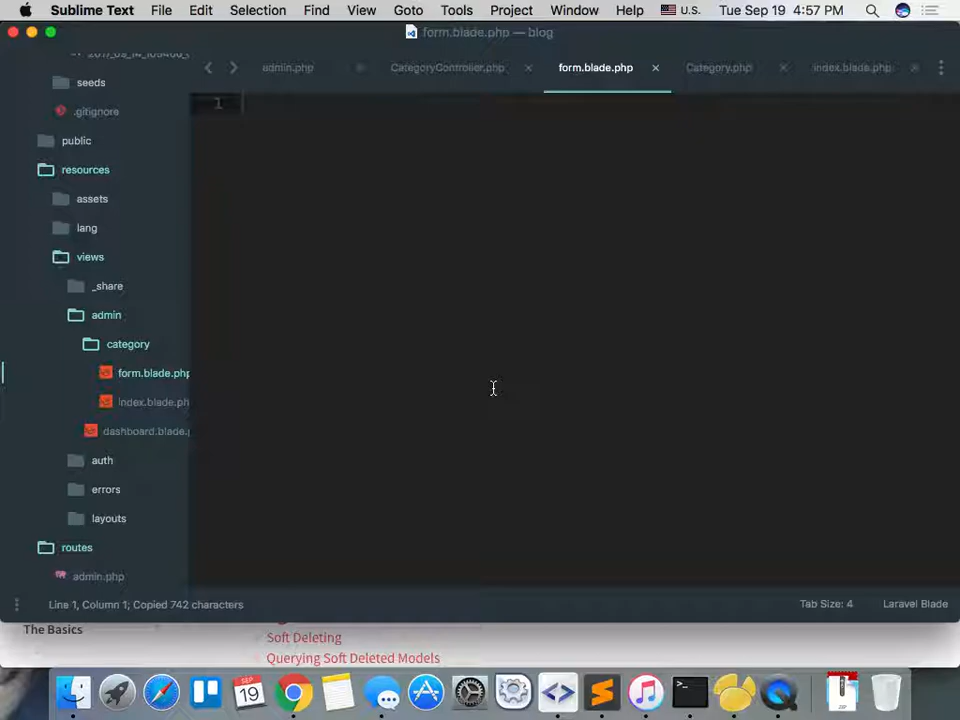 Sublime Text File Edit Selection Find View Goto Tools Project Window Help U.S. Tue Sep 19 4:57 PM
form.blade.php — blog
admin.php CategoryController.php form.blade.php Category.php index.blade.php
seeds
.gitignore
public
resources
assets
lang
views
_share
admin
category
form.blade.php
index.blade.ph
dashboard.blade.
auth
errors
layouts
routes
admin.php
1
Line 1, Column 1; Copied 742 characters Tab Size: 4 Laravel Blade
The Basics
Soft Deleting
Querying Soft Deleted Models
19